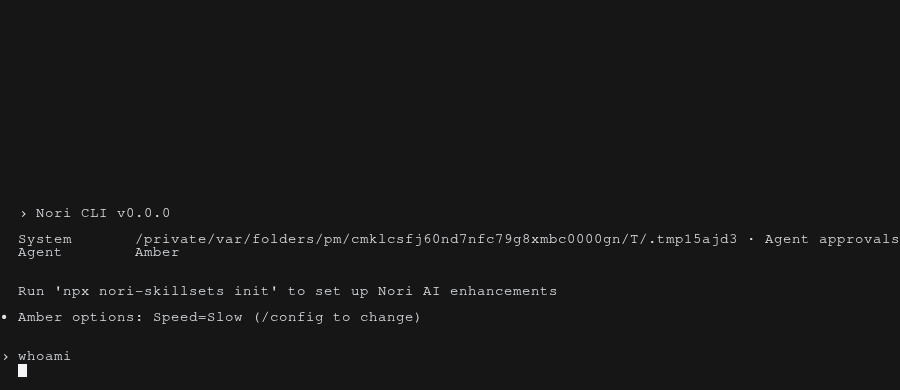 › Nori CLI v0.0.0
System /private/var/folders/pm/cmklcsfj60nd7nfc79g8xmbc0000gn/T/.tmp15ajd3 · Agent approvals
Agent Amber
Run 'npx nori-skillsets init' to set up Nori AI enhancements
• Amber options: Speed=Slow (/config to change)
› whoami